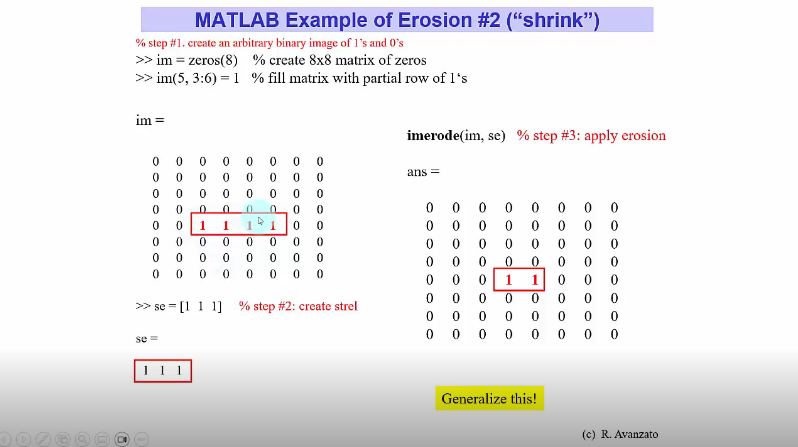 MATLAB Example of Erosion #2 (“shrink”)
% step #1. create an arbitrary binary image of 1’s and 0’s
>> im = zeros(8) % create 8x8 matrix of zeros
>> im(5, 3:6) = 1 % fill matrix with partial row of 1‘s
im =
0 0 0 0 0 0 0 0
0 0 0 0 0 0 0 0
0 0 0 0 0 0 0 0
0 0 0 0 0 0 0 0
0 0 1 1 1 1 0 0
0 0 0 0 0 0 0 0
0 0 0 0 0 0 0 0
0 0 0 0 0 0 0 0
>> se = [1 1 1] % step #2: create strel
se =
1 1 1
imerode(im, se) % step #3: apply erosion
ans =
0 0 0 0 0 0 0 0
0 0 0 0 0 0 0 0
0 0 0 0 0 0 0 0
0 0 0 0 0 0 0 0
0 0 0 1 1 0 0 0
0 0 0 0 0 0 0 0
0 0 0 0 0 0 0 0
0 0 0 0 0 0 0 0
Generalize this!
(c) R. Avanzato